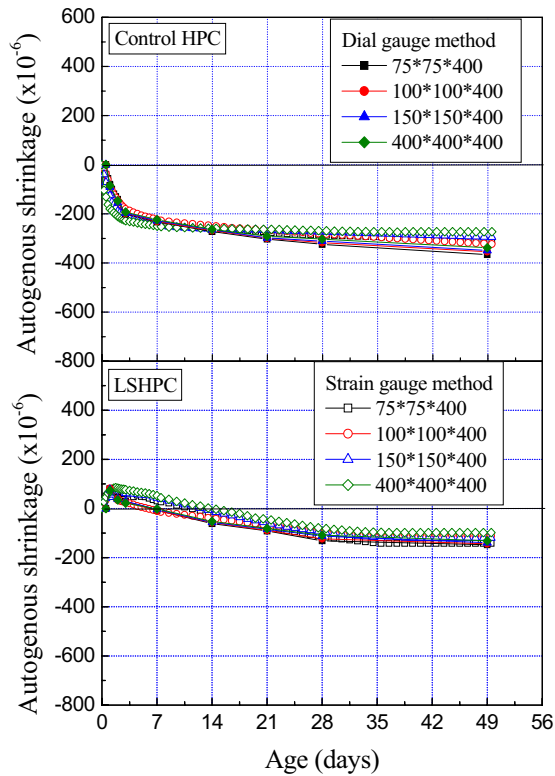 600
Control HPC
Dial gauge method
75*75*400
100*100*400
150*150*400
400*400*400
400
200
0
-200
-400
-600
-800
Autogenous shrinkage (x10-6)
LSHPC
Strain gauge method
75*75*400
100*100*400
150*150*400
400*400*400
400
200
0
-200
-400
-600
-800
Autogenous shrinkage (x10-6)
0 7 14 21 28 35 42 49 56
Age (days)